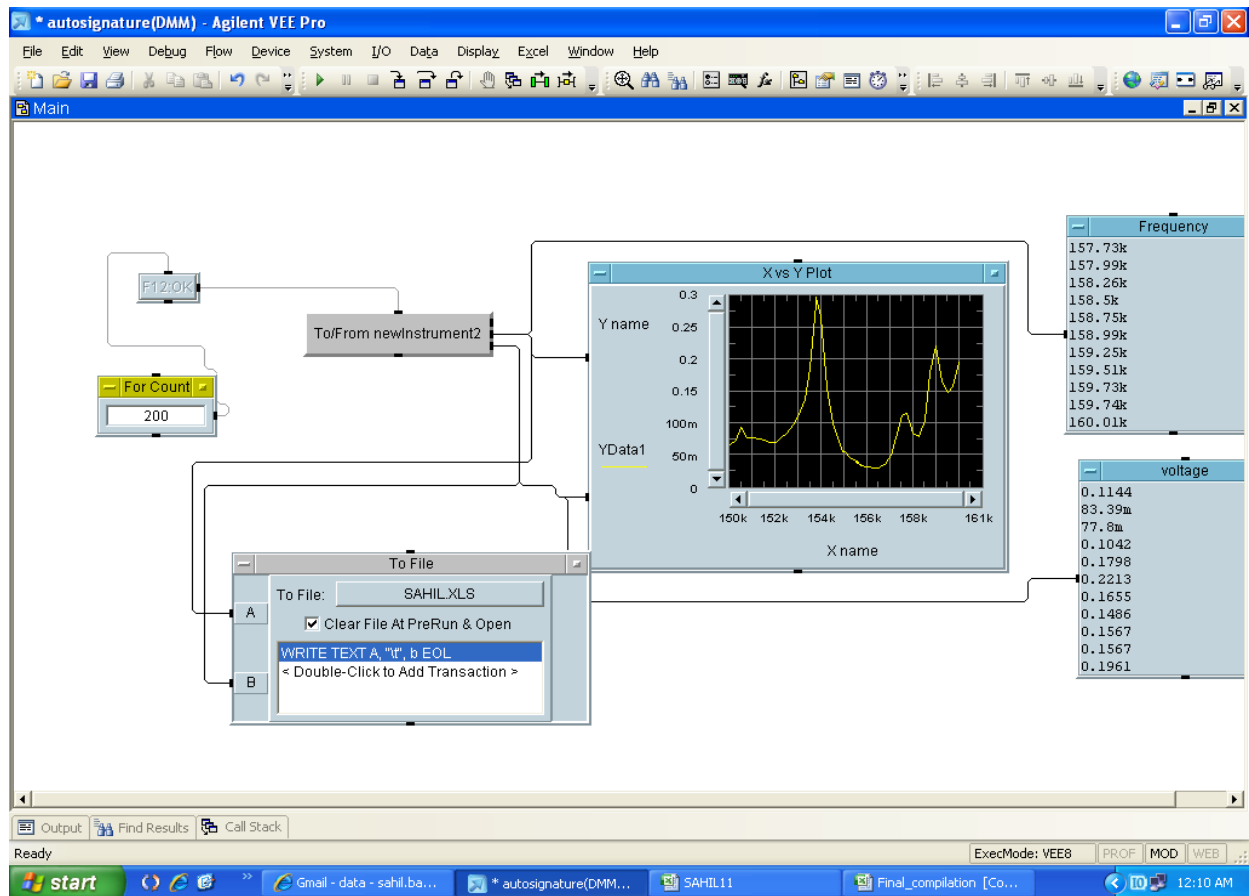 * autosignature(DMM) - Agilent VEE Pro
File Edit View Debug Flow Device System I/O Data Display Excel Window Help
Main
F12:OK
To/From newInstrument2
For Count
200
X vs Y Plot
Y name
YData1
0.3
0.25
0.2
0.15
100m
50m
0
150k 152k 154k 156k 158k 161k
X name
Frequency
157.73k
157.99k
158.26k
158.5k
158.75k
158.99k
159.25k
159.51k
159.73k
159.74k
160.01k
voltage
0.1144
83.39m
77.8m
0.1042
0.1798
0.2213
0.1655
0.1486
0.1567
0.1567
0.1961
To File
To File: SAHIL.XLS
Clear File At PreRun & Open
A
WRITE TEXT A, "\t", b EOL
< Double-Click to Add Transaction >
B
Output Find Results Call Stack
Ready
ExecMode: VEE8 PROF MOD WEB
start
Gmail - data - sahil.ba...
* autosignature(DMM...
SAHIL11
Final_compilation [Co...
12:10 AM